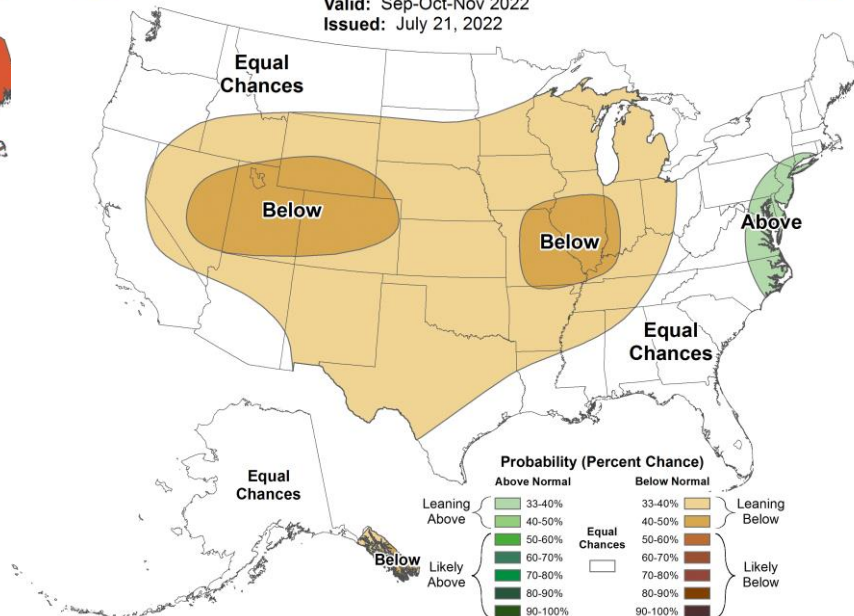 Valid: Sep-Oct-Nov 2022
Issued: July 21, 2022
Equal
Chances
Below
Below
Above
Equal
Chances
Equal
Chances
Below
Probability (Percent Chance)
Above Normal
Below Normal
Leaning
Above
33-40%
40-50%
Likely
Above
50-60%
60-70%
70-80%
80-90%
90-100%
Equal
Chances
33-40%
40-50%
Leaning
Below
50-60%
60-70%
70-80%
80-90%
90-100%
Likely
Below